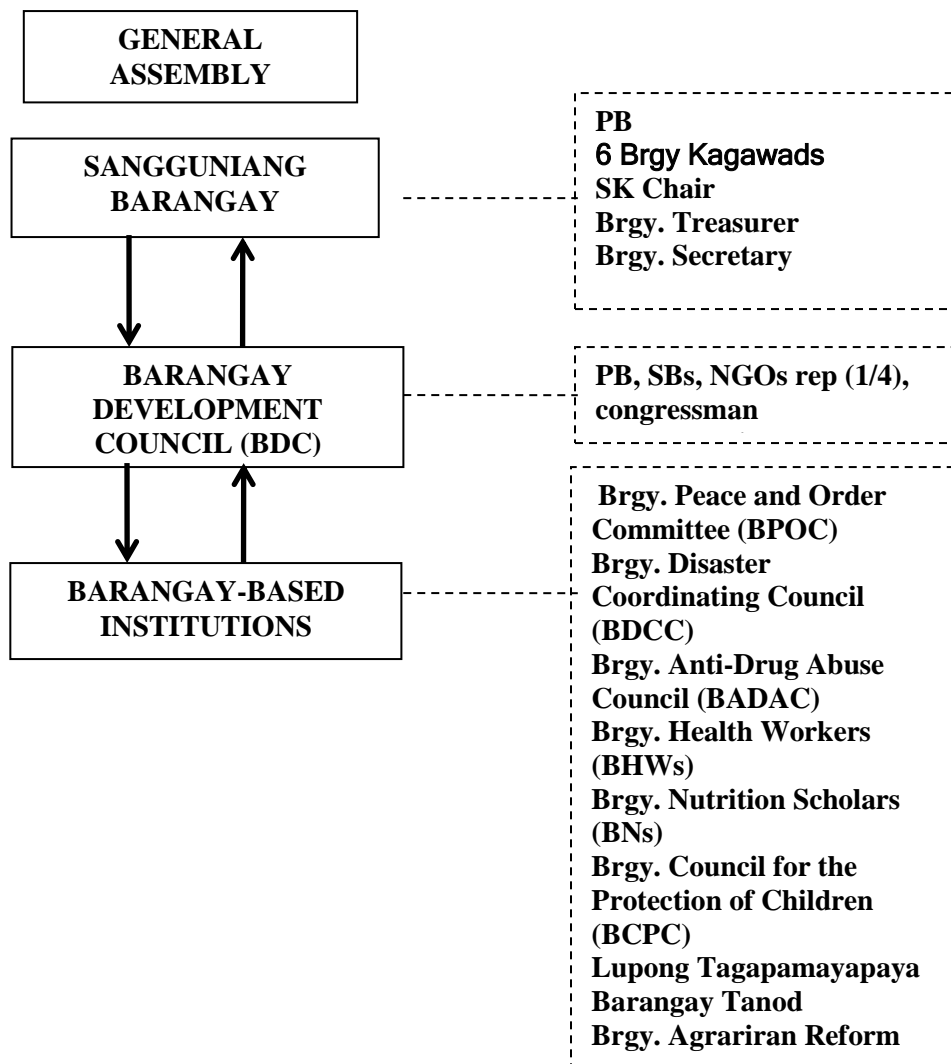 GENERAL
ASSEMBLY
SANGGUNIANG
BARANGAY
PB
6 Brgy Kagawads
SK Chair
Brgy. Treasurer
Brgy. Secretary
BARANGAY
DEVELOPMENT
COUNCIL (BDC)
PB, SBs, NGOs rep (1/4),
congressman
BARANGAY-BASED
INSTITUTIONS
Brgy. Peace and Order
Committee (BPOC)
Brgy. Disaster
Coordinating Council
(BDCC)
Brgy. Anti-Drug Abuse
Council (BADAC)
Brgy. Health Workers
(BHWs)
Brgy. Nutrition Scholars
(BNs)
Brgy. Council for the
Protection of Children
(BCPC)
Lupong Tagapamayapaya
Barangay Tanod
Brgy. Agrariran Reform